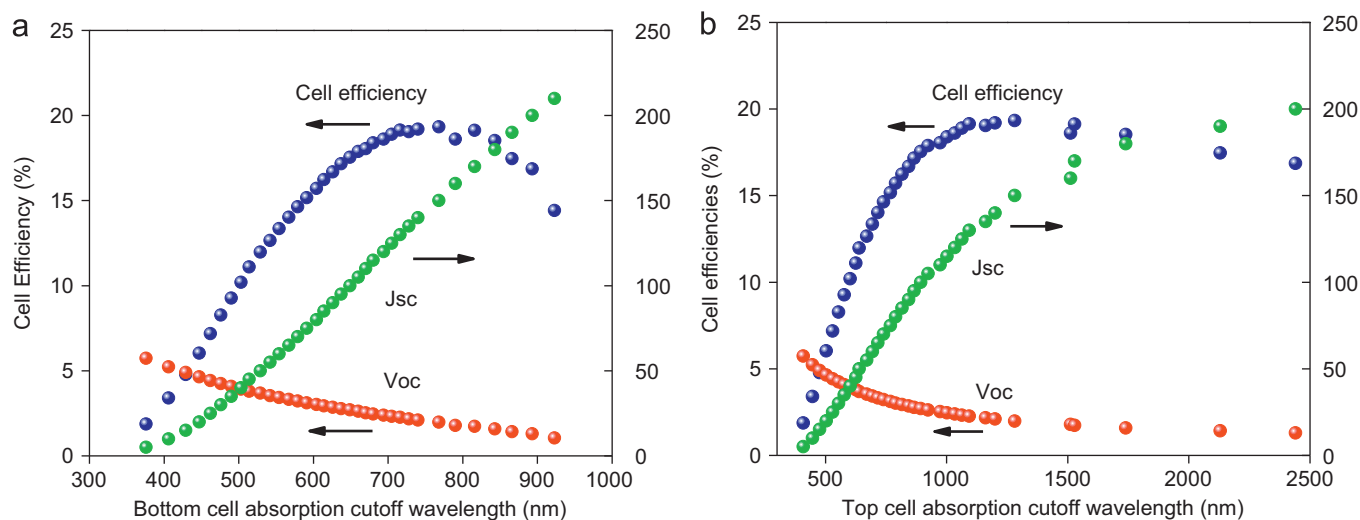 a
25
20
15
10
5
0
Cell Efficiency (%)
250
200
150
100
50
0
Cell efficiency
Jsc
Voc
300 400 500 600 700 800 900 1000
Bottom cell absorption cutoff wavelength (nm)
b
25
20
15
10
5
0
Cell efficiencies (%)
250
200
150
100
50
0
Cell efficiency
Jsc
Voc
500 1000 1500 2000 2500
Top cell absorption cutoff wavelength (nm)